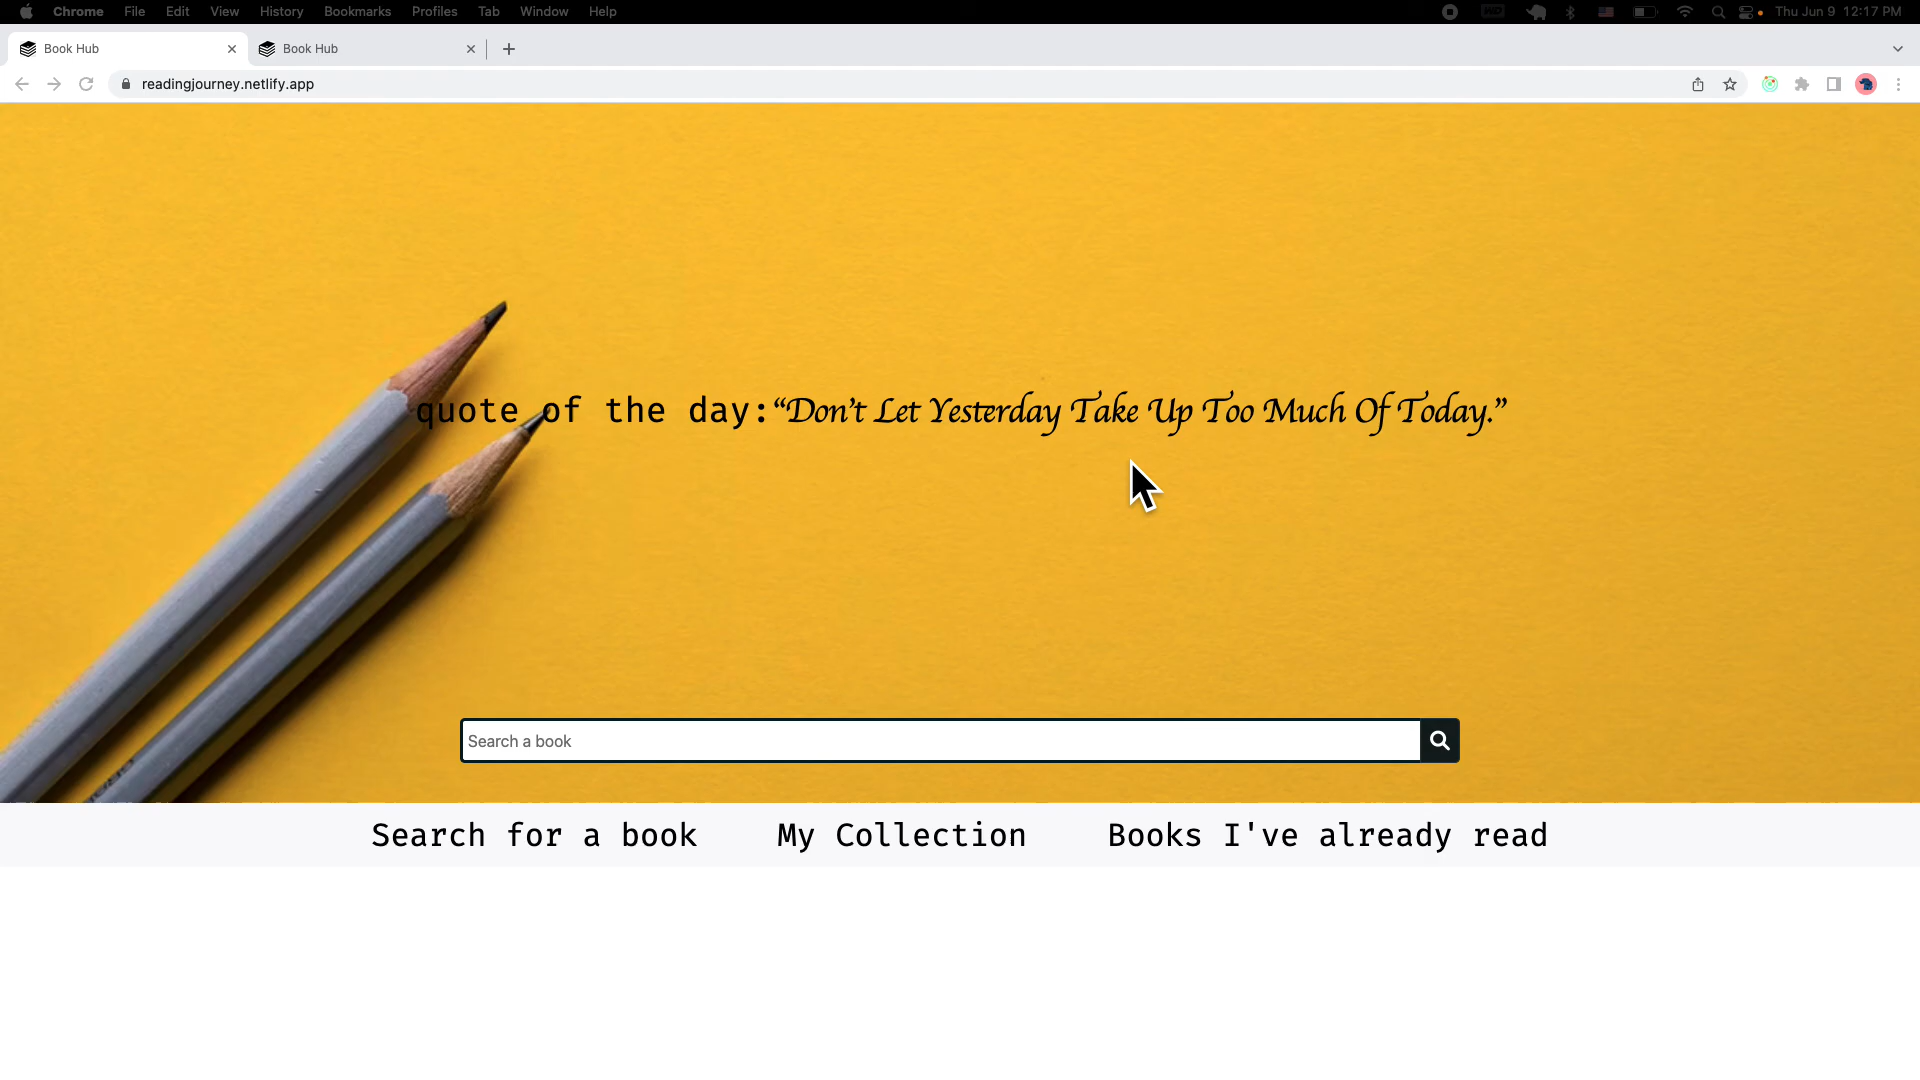 Chrome File Edit View History Bookmarks Profiles Tab Window Help Thu Jun 9 12:17 PM
Book Hub Book Hub
readingjourney.netlify.app
quote of the day:“Don't Let Yesterday Take Up Too Much Of Today.”
Search a book
Search for a book My Collection Books I've already read